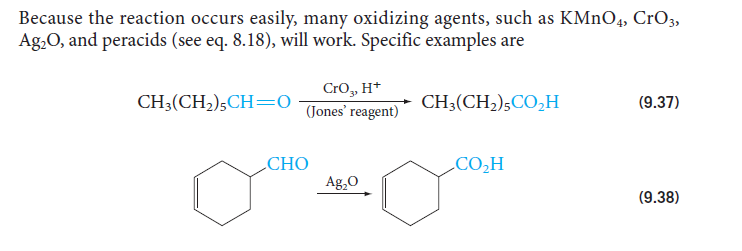 Because the reaction occurs easily, many oxidizing agents, such as KMnO₄, CrO₃,
Ag₂O, and peracids (see eq. 8.18), will work. Specific examples are
CrO₃, H⁺
CH₃(CH₂)₅CH=O (Jones' reagent) CH₃(CH₂)₅CO₂H (9.37)
CHO CO₂H
Ag₂O
(9.38)